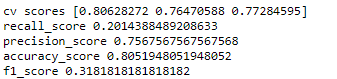 cv scores [0.80628272 0.76470588 0.77284595]
recall_score 0.2014388489208633
precision_score 0.7567567567567568
accuracy_score 0.8051948051948052
f1_score 0.3181818181818182